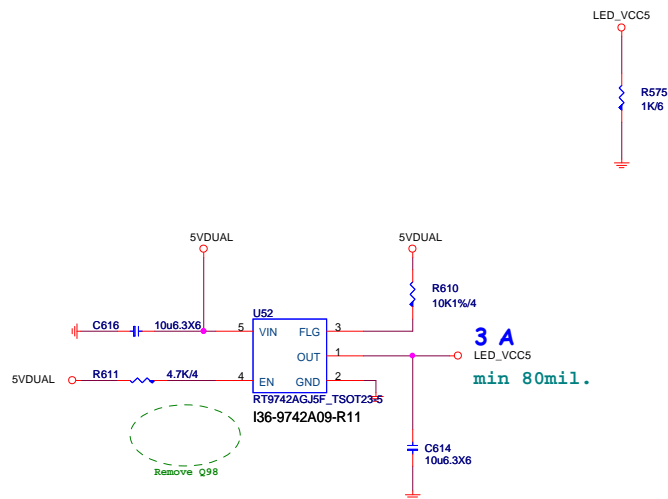 LED_VCC5
R575
1K/6
5VDUAL
5VDUAL
R610
10K1%/4
C616
10u6.3X6
U52
5
VIN
FLG
3
3 A
OUT
1
LED_VCC5
5VDUAL
R611
4.7K/4
4
EN
GND
2
min 80mil.
RT9742AGJ5F_TSOT23-5
I36-9742A09-R11
C614
10u6.3X6
Remove Q98